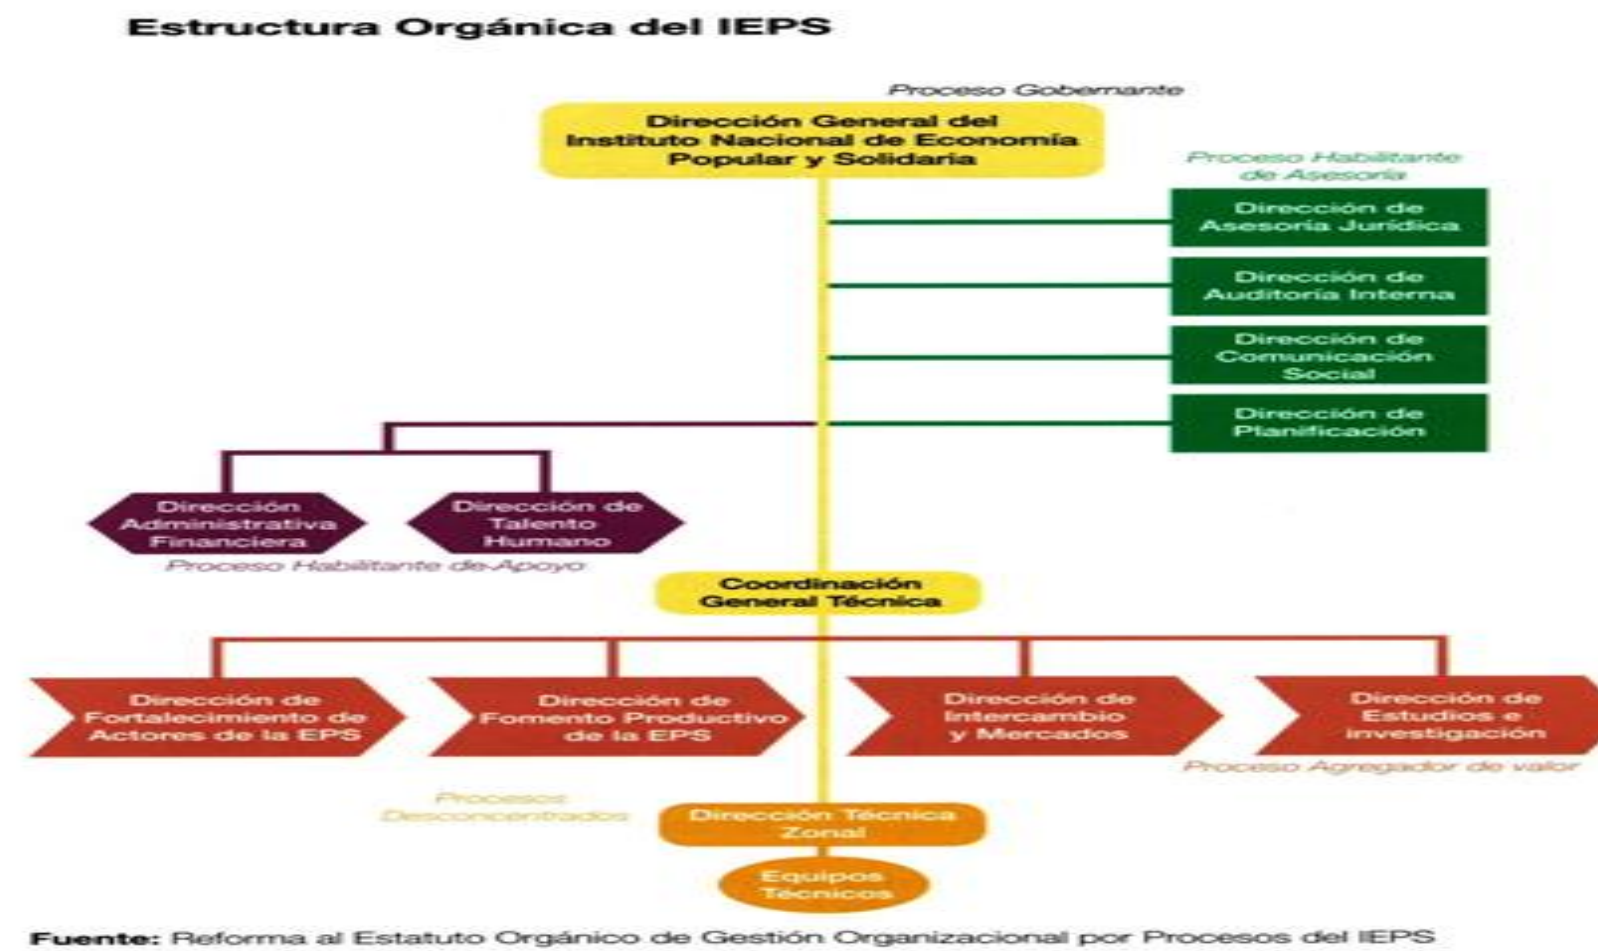 Estructura Orgánica del IEPS
Proceso Gobernante
Dirección General del
Instituto Nacional de Economía
Popular y Solidaria
Proceso Habilitante
de Asesoría
Dirección de
Asesoría Jurídica
Dirección de
Auditoría Interna
Dirección de
Comunicación
Social
Dirección de
Planificación
Dirección
Administrativa
Financiera
Dirección de
Talento
Humano
Proceso Habilitante de Apoyo
Coordinación
General Técnica
Dirección de
Fortalecimiento de
Actores de la EPS
Dirección de
Fomento Productivo
de la EPS
Dirección de
Intercambio
y Mercados
Dirección de
Estudios e
investigación
Proceso Agregador de valor
Procesos
Desconcentrados
Dirección Técnica
Zonal
Equipos
Técnicos
Fuente: Reforma al Estatuto Orgánico de Gestión Organizacional por Procesos del IEPS